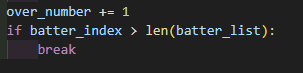 over_number += 1
if batter_index > len(batter_list):
    break